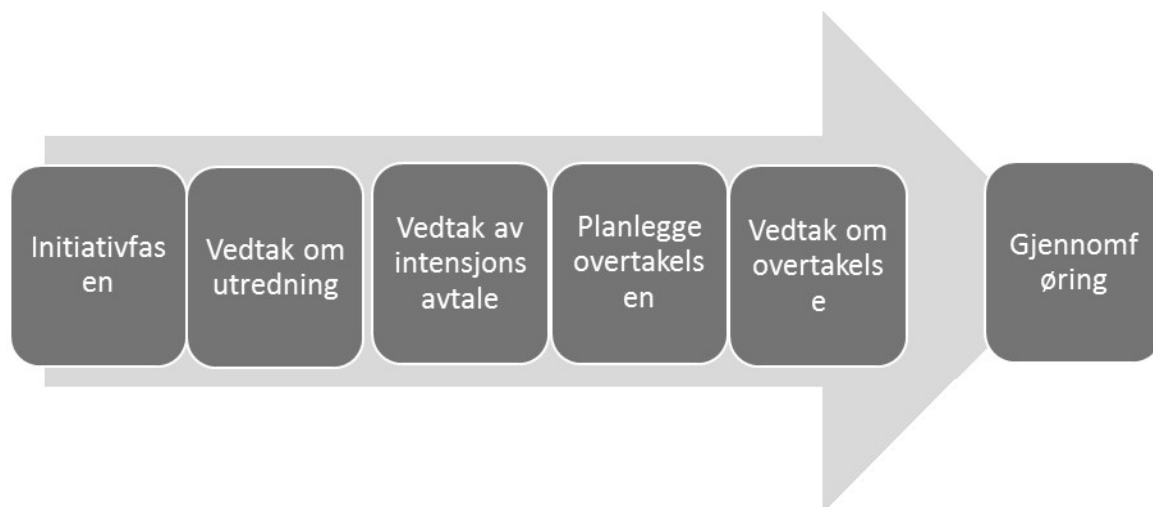 Initiativfas
en
Vedtak om
utredning
Vedtak av
intensjons
avtale
Planlegge
overtakels
en
Vedtak om
overtakels
e
Gjennomf
øring